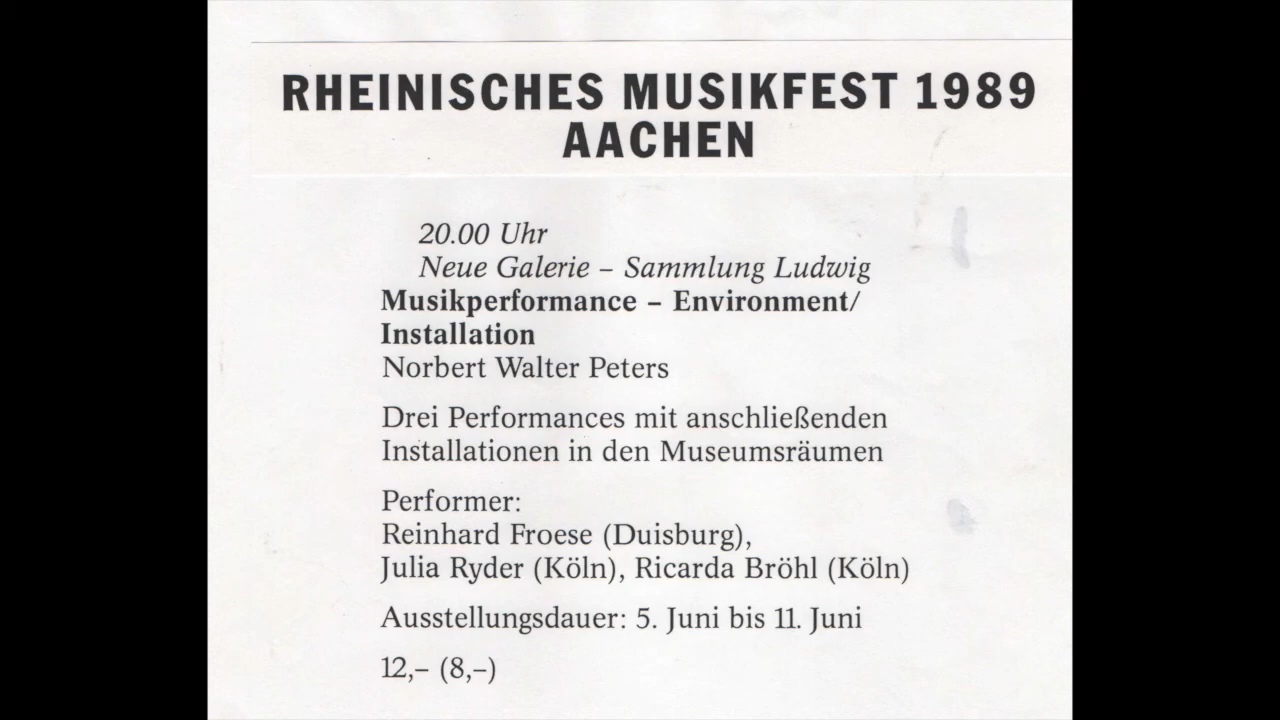 RHEINISCHES MUSIKFEST 1989
AACHEN
20.00 Uhr
Neue Galerie – Sammlung Ludwig
Musikperformance – Environment/
Installation
Norbert Walter Peters
Drei Performances mit anschließenden
Installationen in den Museumsräumen
Performer:
Reinhard Froese (Duisburg),
Julia Ryder (Köln), Ricarda Bröhl (Köln)
Ausstellungsdauer: 5. Juni bis 11. Juni
12,– (8,–)